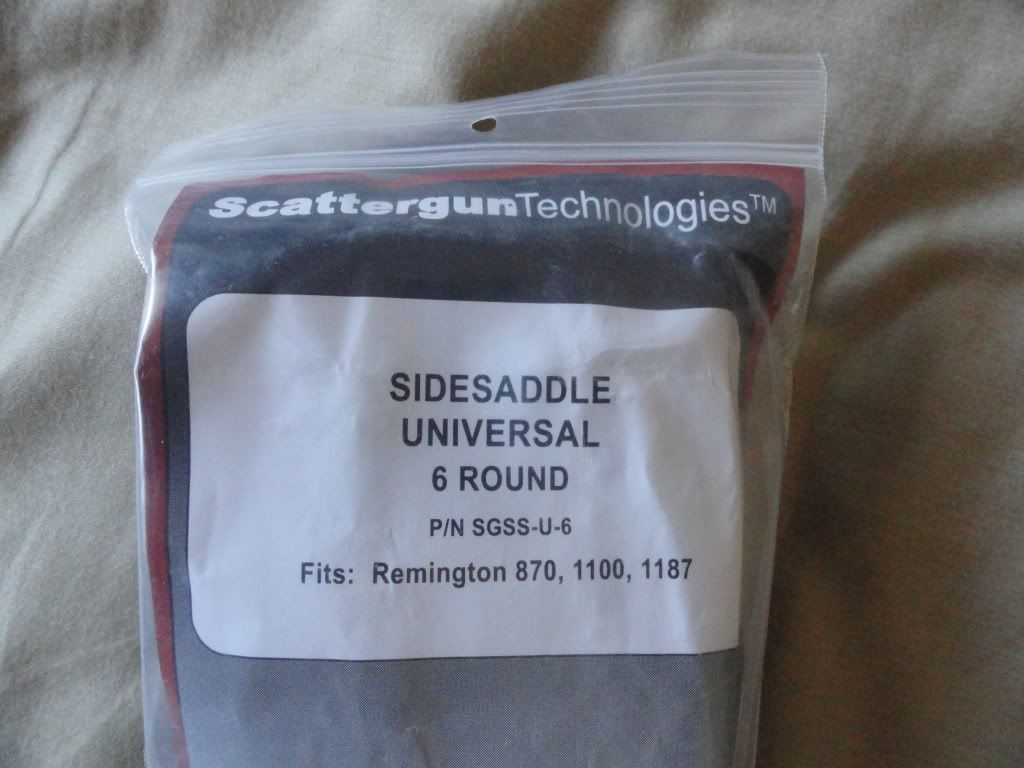 ScattergunTechnologies™
SIDESADDLE
UNIVERSAL
6 ROUND
P/N SGSS-U-6
Fits: Remington 870, 1100, 1187